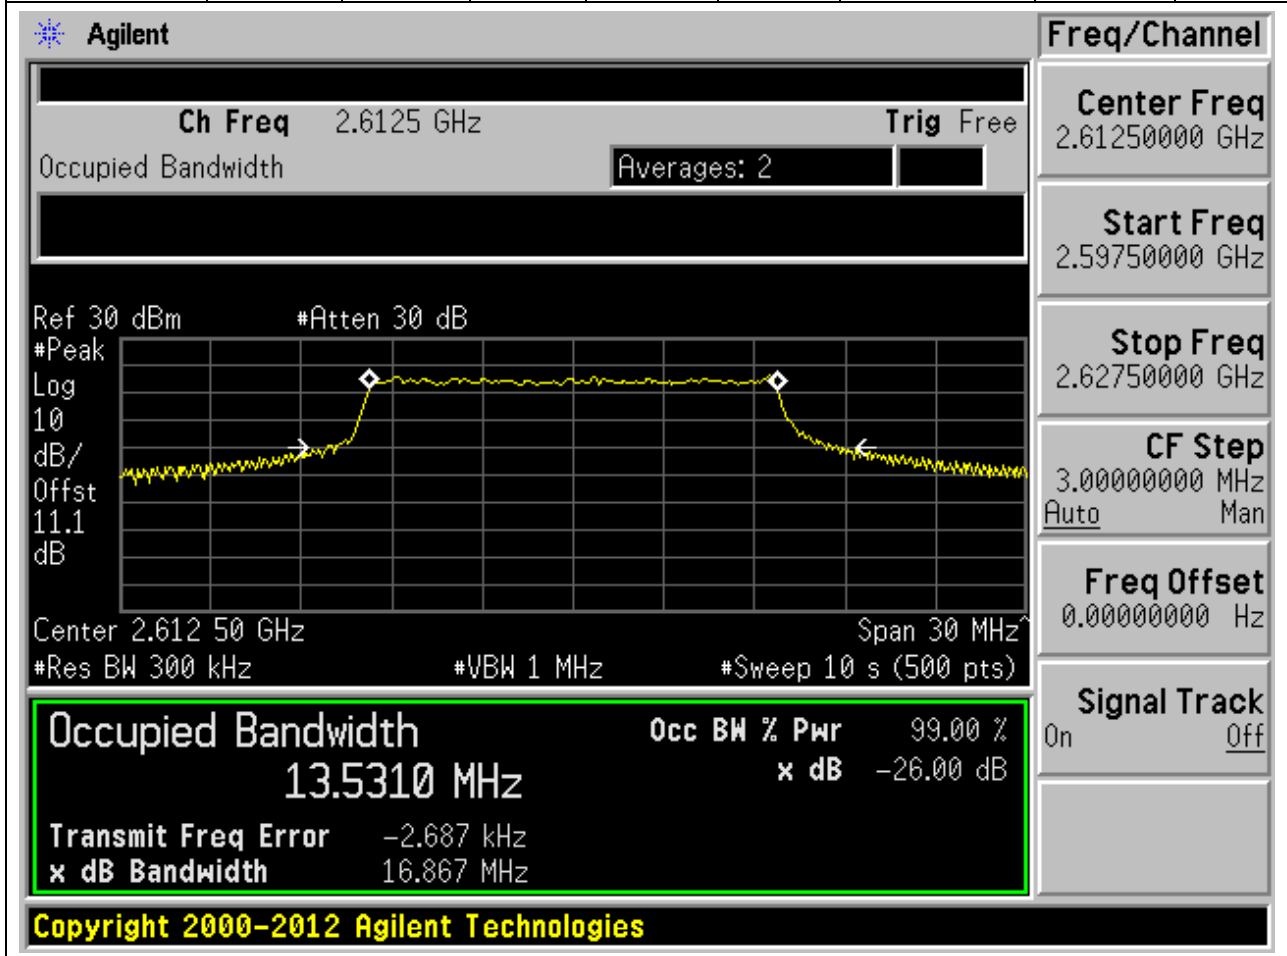 Agilent
Freq/Channel
Ch Freq 2.6125 GHz Trig Free
Occupied Bandwidth Averages: 2
Center Freq
2.61250000 GHz
Start Freq
2.59750000 GHz
Stop Freq
2.62750000 GHz
CF Step
3.00000000 MHz
Auto Man
Freq Offset
0.00000000 Hz
Signal Track
On Off
Ref 30 dBm #Atten 30 dB
#Peak
Log
10
dB/
Offst
11.1
dB
Center 2.612 50 GHz Span 30 MHz^
#Res BW 300 kHz #VBW 1 MHz #Sweep 10 s (500 pts)
Occupied Bandwidth Occ BW % Pwr 99.00 %
13.5310 MHz x dB -26.00 dB
Transmit Freq Error -2.687 kHz
x dB Bandwidth 16.867 MHz
Copyright 2000-2012 Agilent Technologies